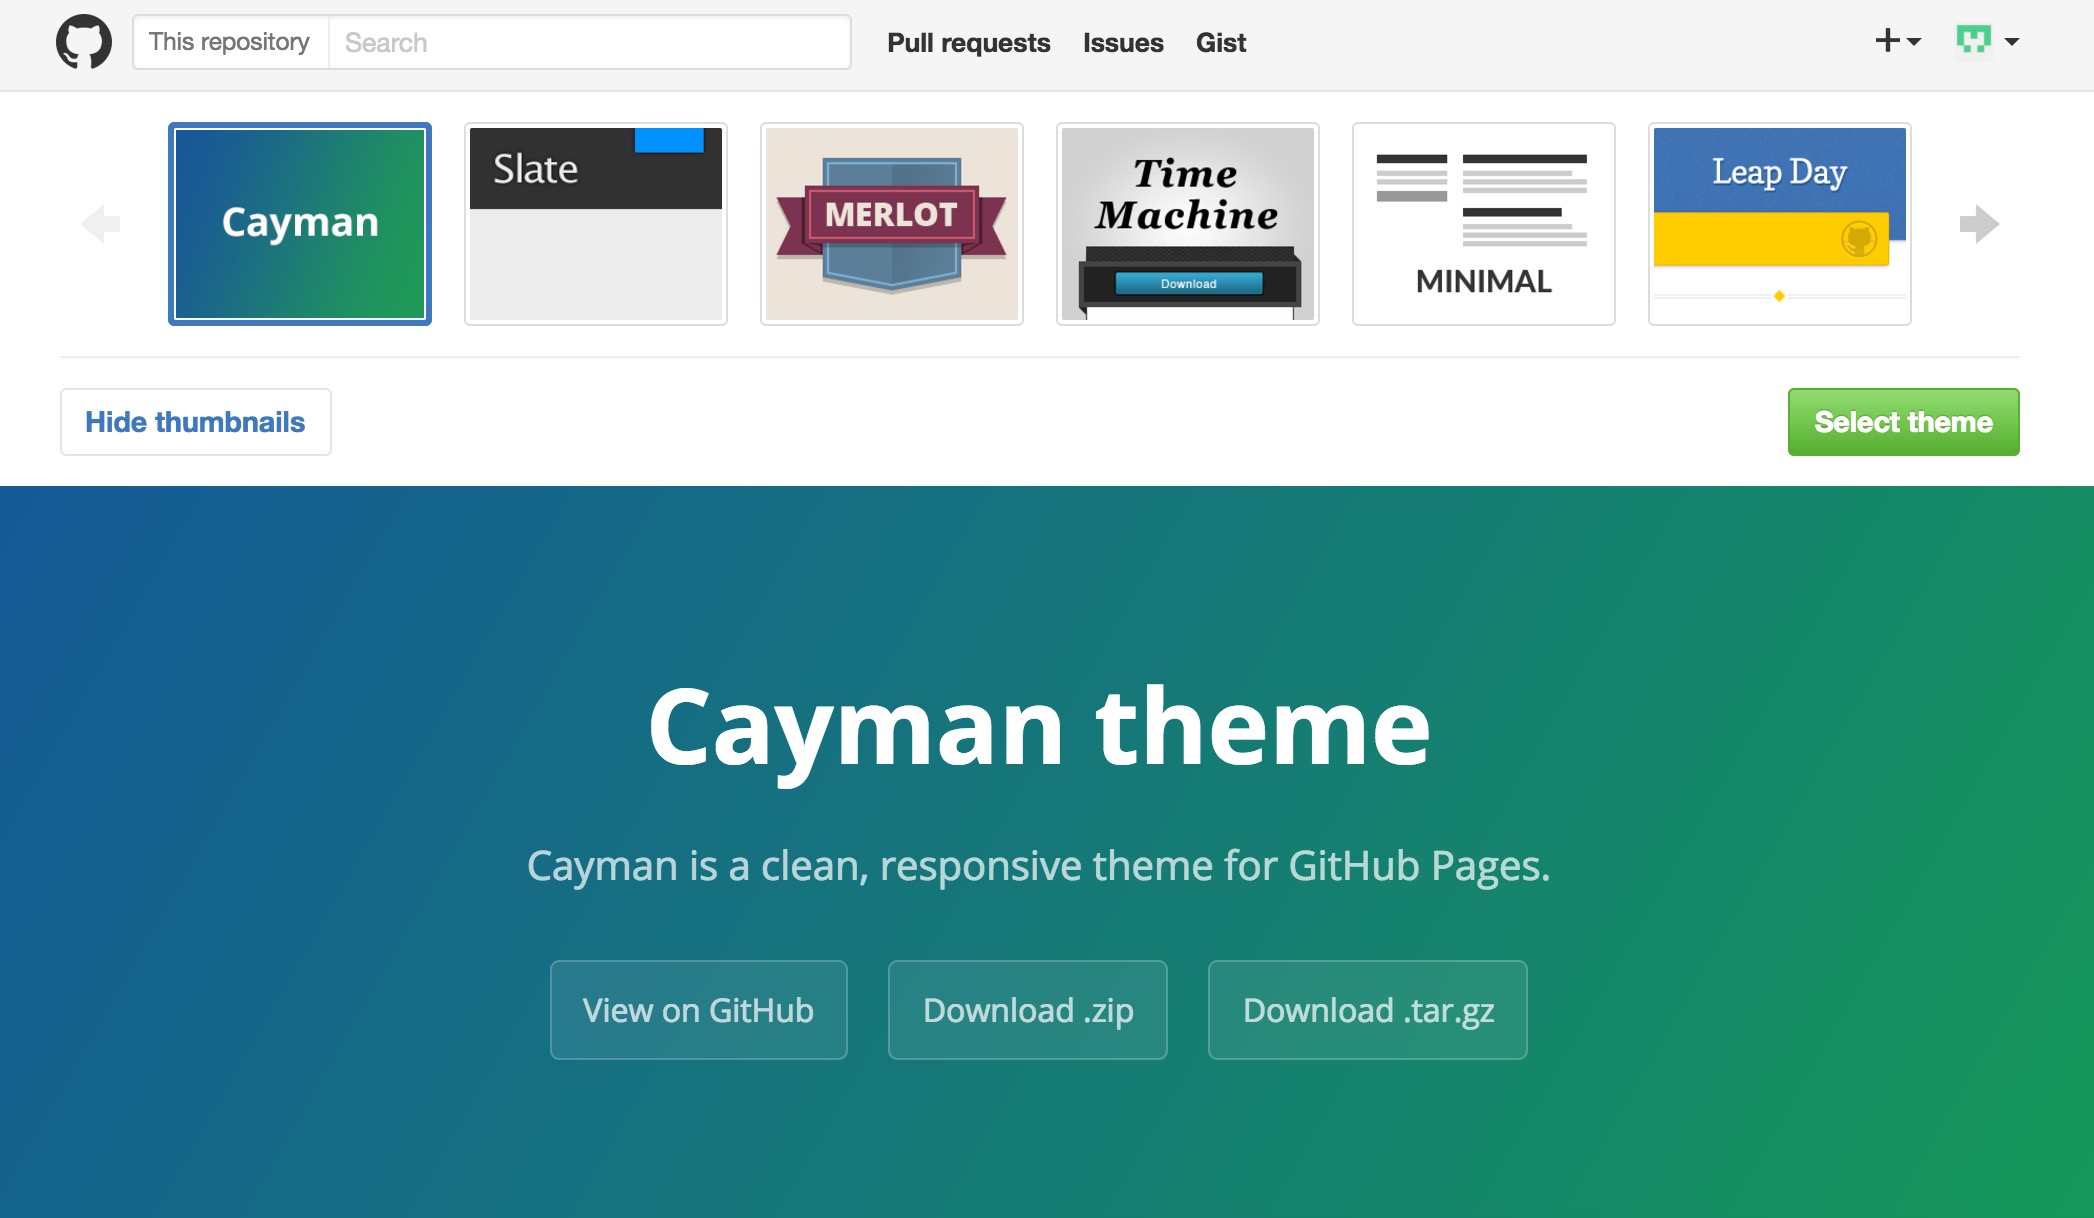 This repository Search Pull requests Issues Gist
Cayman
Slate
MERLOT
Time
Machine
Download
MINIMAL
Leap Day
Hide thumbnails
Select theme
Cayman theme
Cayman is a clean, responsive theme for GitHub Pages.
View on GitHub Download .zip Download .tar.gz